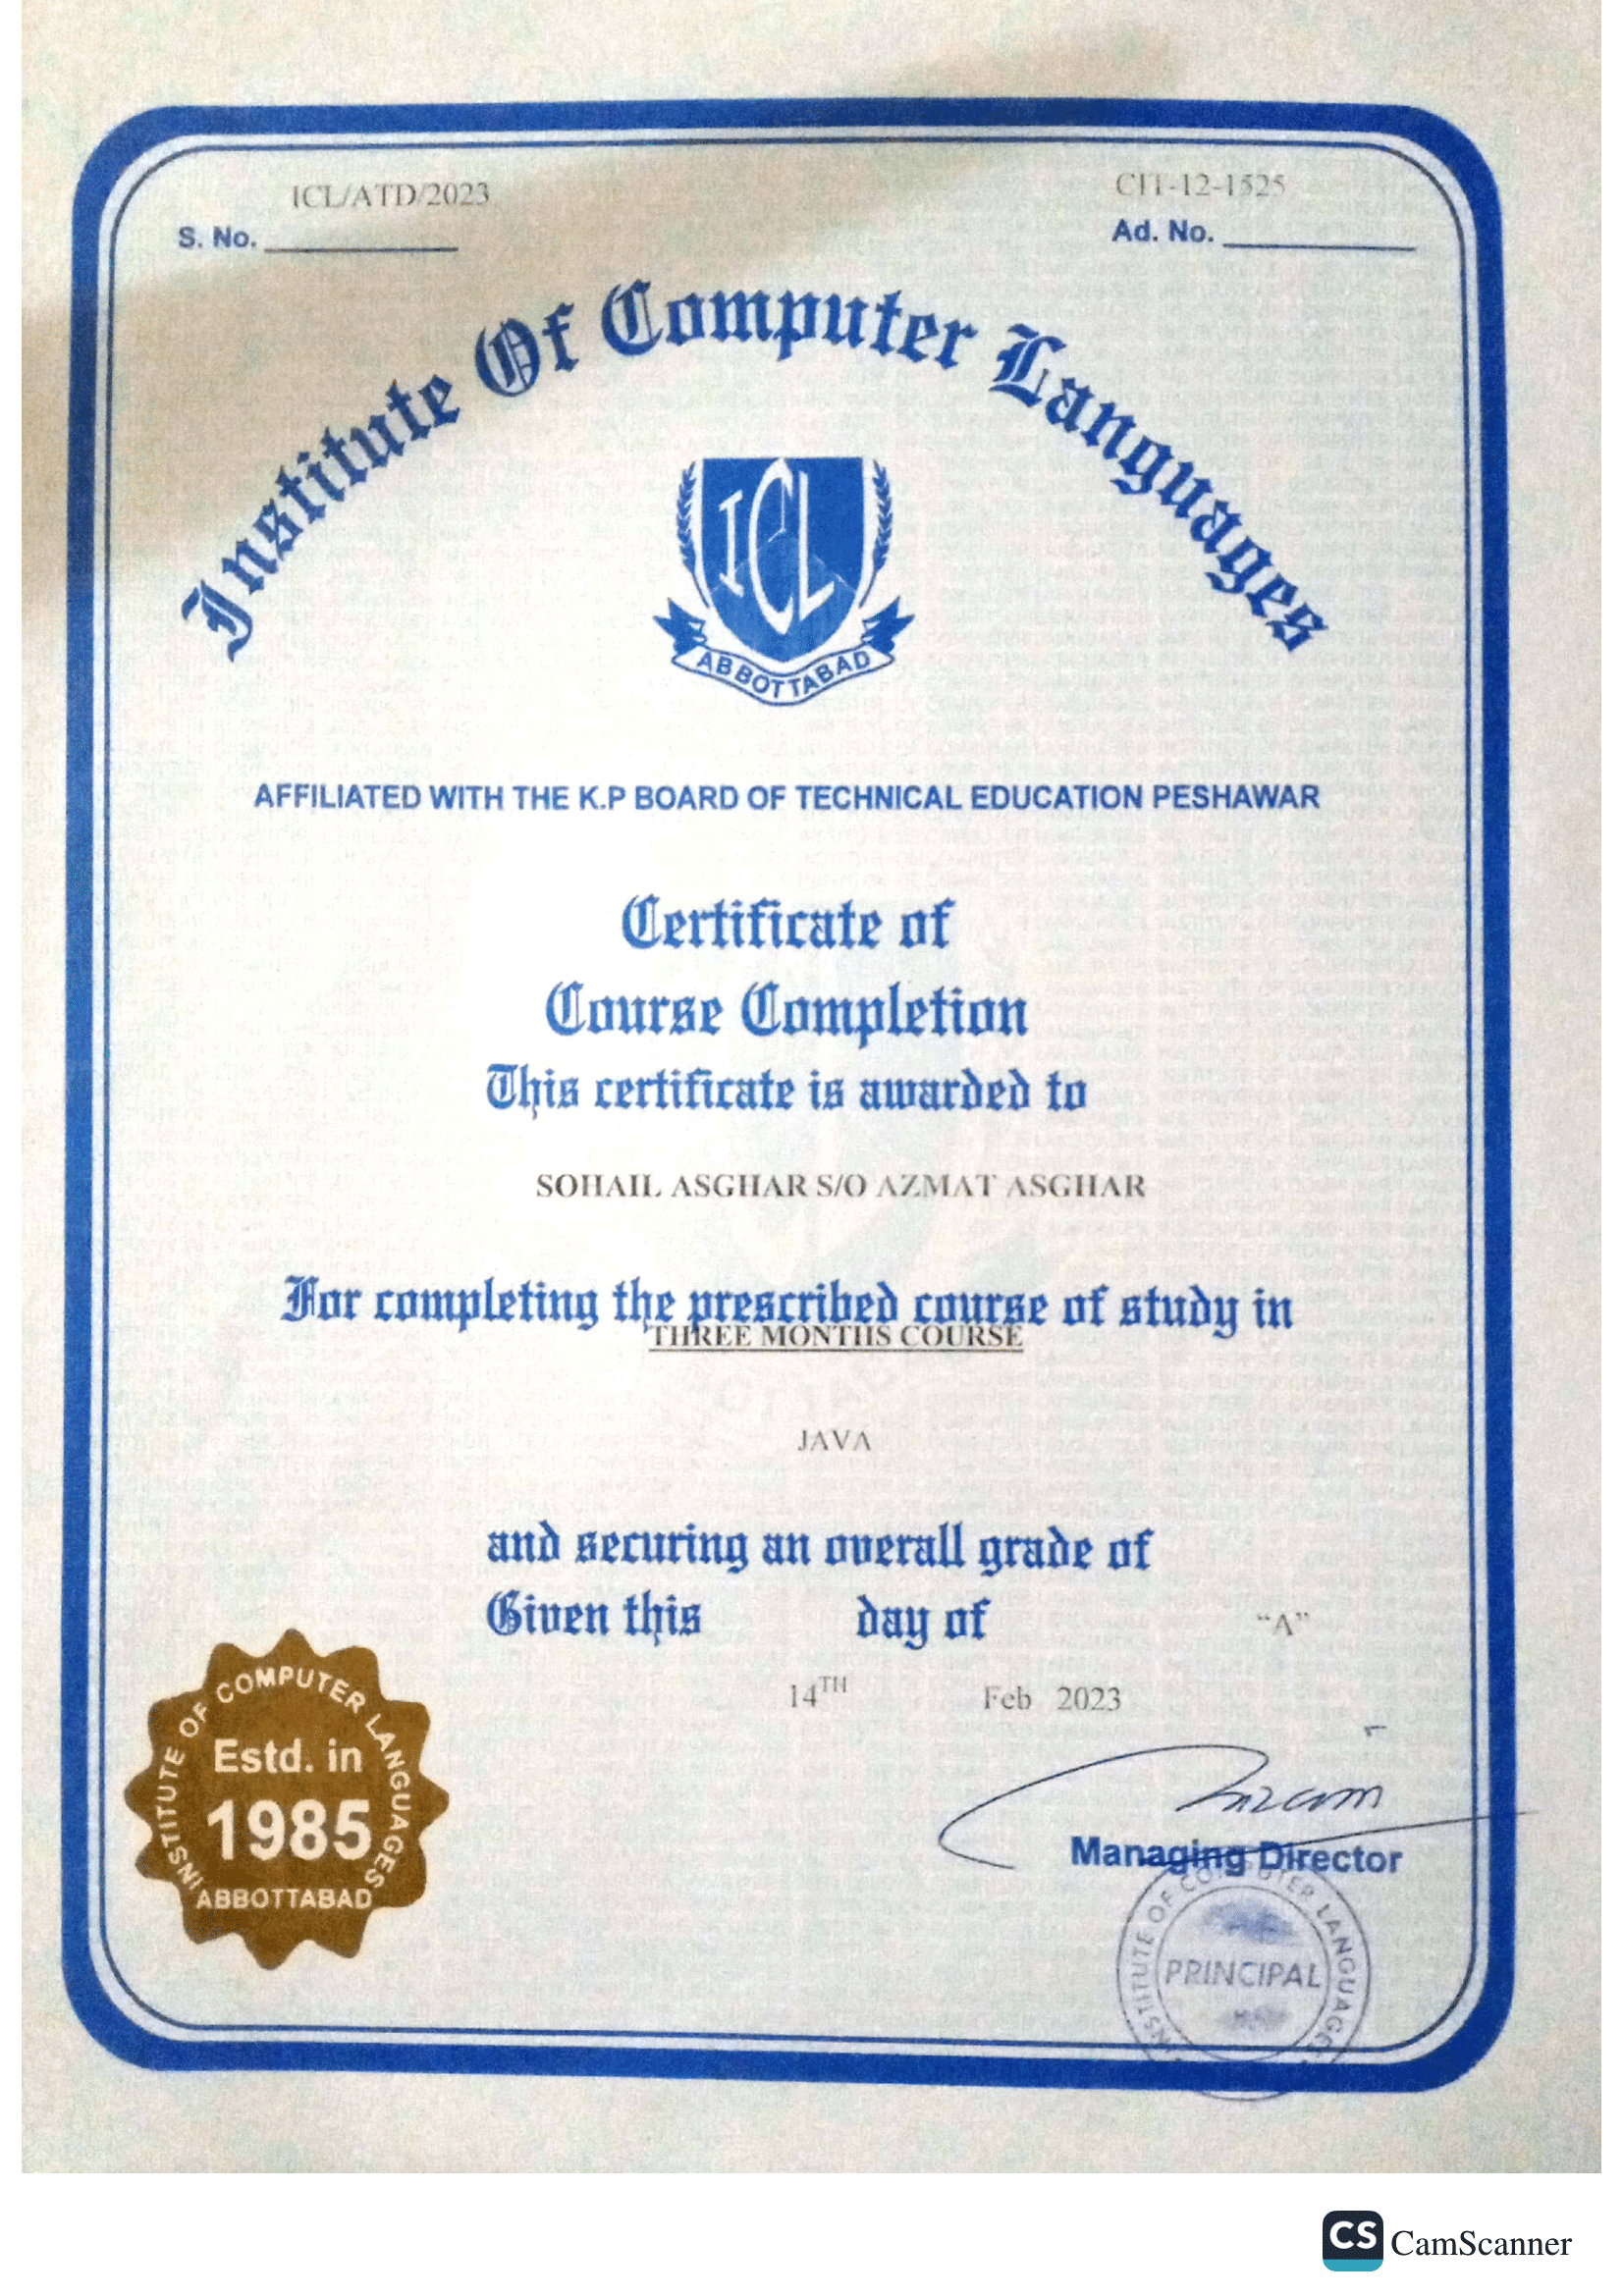 ICL/ATD/2023
CIT-12-1525
S. No.
Ad. No.
Institute Of Computer Languages
ICL
ABBOTTABAD
AFFILIATED WITH THE K.P BOARD OF TECHNICAL EDUCATION PESHAWAR
Certificate of
Course Completion
This certificate is awarded to
SOHAIL ASGHAR S/O AZMAT ASGHAR
For completing the prescribed course of study in
THREE MONTHS COURSE
JAVA
and securing an overall grade of
Given this day of
"A"
14TH Feb 2023
INSTITUTE OF COMPUTER LANGUAGES
Estd. in
1985
ABBOTTABAD
Managing Director
INSTITUTE OF COMPUTER LANGUAGES
PRINCIPAL
CS CamScanner